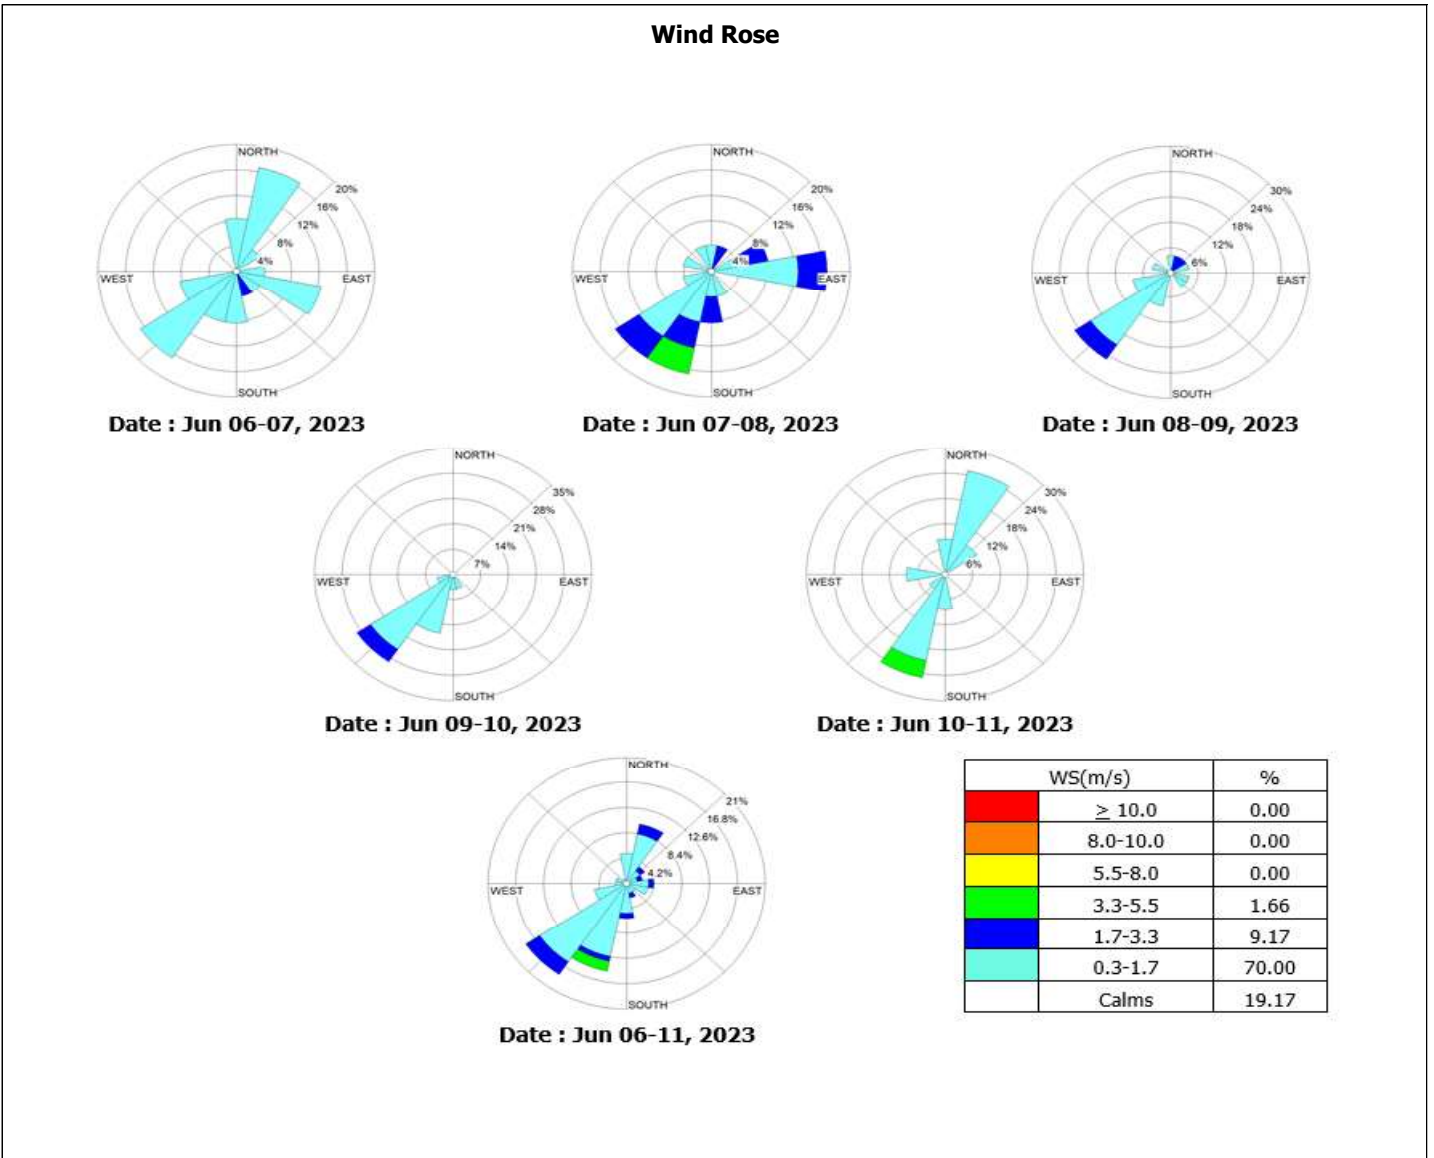 Wind Rose
NORTH
20%
16%
12%
8%
4%
WEST
EAST
SOUTH
Date : Jun 06-07, 2023
NORTH
20%
16%
12%
8%
4%
WEST
EAST
SOUTH
Date : Jun 07-08, 2023
NORTH
30%
24%
18%
12%
6%
WEST
EAST
SOUTH
Date : Jun 08-09, 2023
NORTH
35%
28%
21%
14%
7%
WEST
EAST
SOUTH
Date : Jun 09-10, 2023
NORTH
30%
24%
18%
12%
6%
WEST
EAST
SOUTH
Date : Jun 10-11, 2023
NORTH
21%
16.8%
12.6%
8.4%
4.2%
WEST
EAST
SOUTH
Date : Jun 06-11, 2023
WS(m/s) %
≥ 10.0 0.00
8.0-10.0 0.00
5.5-8.0 0.00
3.3-5.5 1.66
1.7-3.3 9.17
0.3-1.7 70.00
Calms 19.17